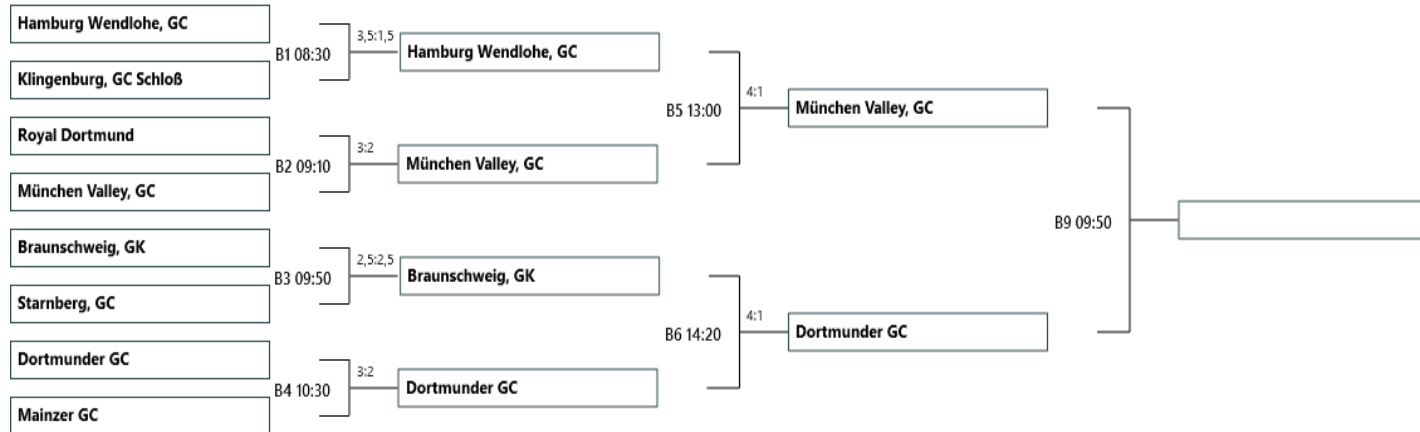 Hamburg Wendlohe, GC
B1 08:30
Klingenburg, GC Schloß
3,5:1,5
Hamburg Wendlohe, GC
Royal Dortmund
B2 09:10
München Valley, GC
3:2
München Valley, GC
B5 13:00
4:1
München Valley, GC
Braunschweig, GK
B3 09:50
Starnberg, GC
2,5:2,5
Braunschweig, GK
Dortmunder GC
B4 10:30
Mainzer GC
3:2
Dortmunder GC
B6 14:20
4:1
Dortmunder GC
B9 09:50